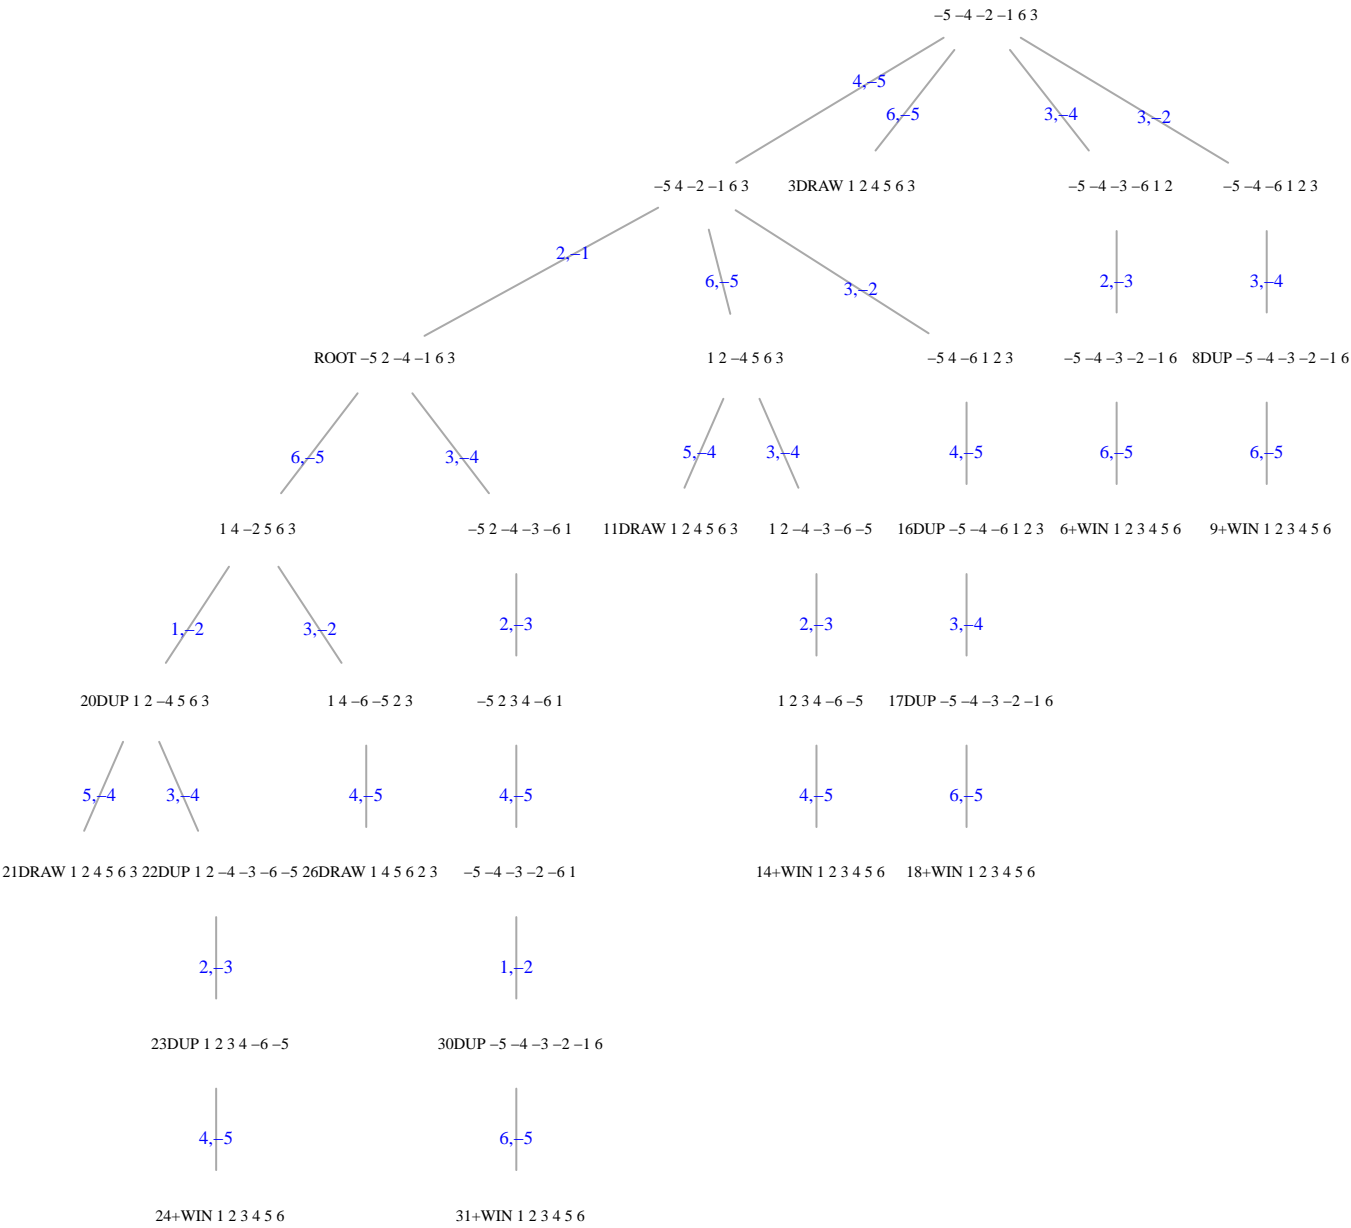 −5 −4 −2 −1 6 3
4,−5
6,−5
3,−4
3,−2
−5 4 −2 −1 6 3
3DRAW 1 2 4 5 6 3
−5 −4 −3 −6 1 2
−5 −4 −6 1 2 3
2,−1
6,−5
3,−2
2,−3
3,−4
ROOT −5 2 −4 −1 6 3
1 2 −4 5 6 3
−5 4 −6 1 2 3
−5 −4 −3 −2 −1 6
8DUP −5 −4 −3 −2 −1 6
6,−5
3,−4
5,−4
3,−4
4,−5
6,−5
6,−5
1 4 −2 5 6 3
−5 2 −4 −3 −6 1
11DRAW 1 2 4 5 6 3
1 2 −4 −3 −6 −5
16DUP −5 −4 −6 1 2 3
6+WIN 1 2 3 4 5 6
9+WIN 1 2 3 4 5 6
1,−2
3,−2
2,−3
2,−3
3,−4
20DUP 1 2 −4 5 6 3
1 4 −6 −5 2 3
−5 2 3 4 −6 1
1 2 3 4 −6 −5
17DUP −5 −4 −3 −2 −1 6
5,−4
3,−4
4,−5
4,−5
4,−5
6,−5
21DRAW 1 2 4 5 6 3
22DUP 1 2 −4 −3 −6 −5
26DRAW 1 4 5 6 2 3
−5 −4 −3 −2 −6 1
14+WIN 1 2 3 4 5 6
18+WIN 1 2 3 4 5 6
2,−3
1,−2
23DUP 1 2 3 4 −6 −5
30DUP −5 −4 −3 −2 −1 6
4,−5
6,−5
24+WIN 1 2 3 4 5 6
31+WIN 1 2 3 4 5 6